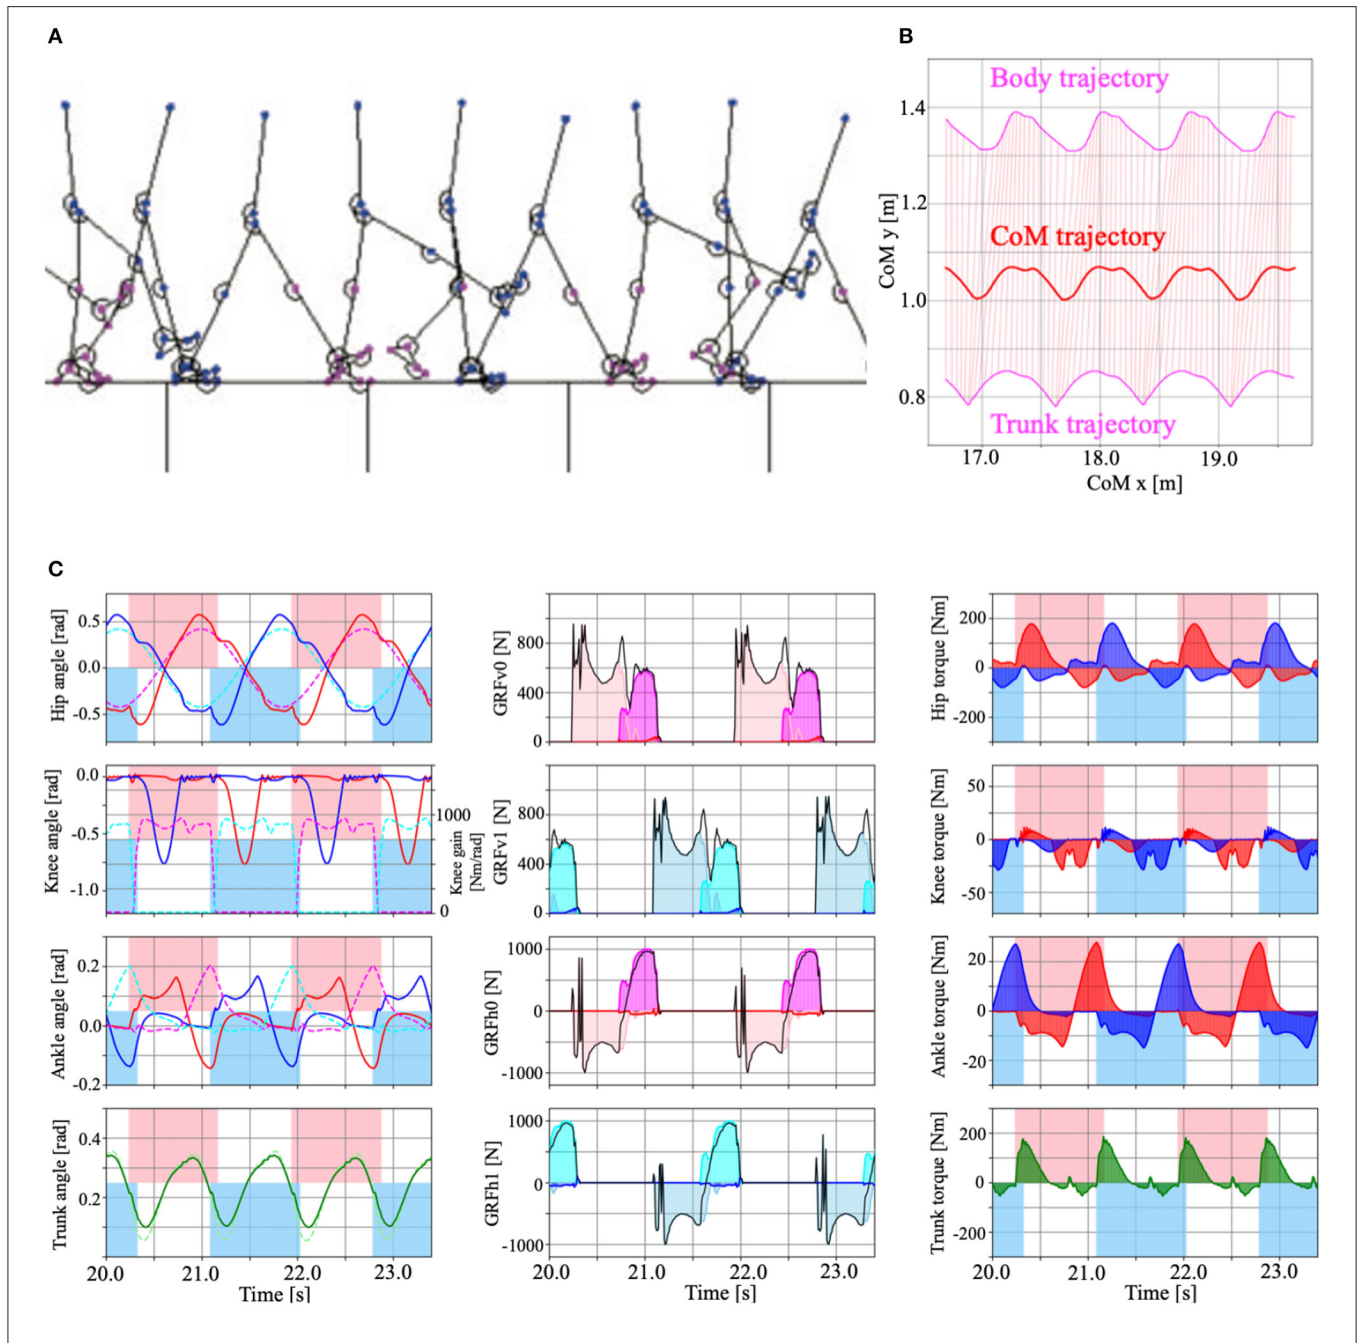 A
B
Body trajectory
1.4
1.2
CoM trajectory
1.0
0.8
Trunk trajectory
CoM y [m]
17.0 18.0 19.0
CoM x [m]
C
Hip angle [rad]
0.5
0.0
-0.5
GRFv0 [N]
800
400
0
Hip torque [Nm]
200
0
-200
Knee angle [rad]
0.0
-0.5
-1.0
1000
0
Knee gain
[Nm/rad]
GRFv1 [N]
800
400
0
Knee torque [Nm]
50
0
-50
Ankle angle [rad]
0.2
0.0
-0.2
GRFh0 [N]
1000
0
-1000
Ankle torque [Nm]
20
0
-20
Trunk angle [rad]
0.4
0.2
20.0 21.0 22.0 23.0
Time [s]
GRFh1 [N]
1000
0
-1000
20.0 21.0 22.0 23.0
Time [s]
Trunk torque [Nm]
200
0
-200
20.0 21.0 22.0 23.0
Time [s]